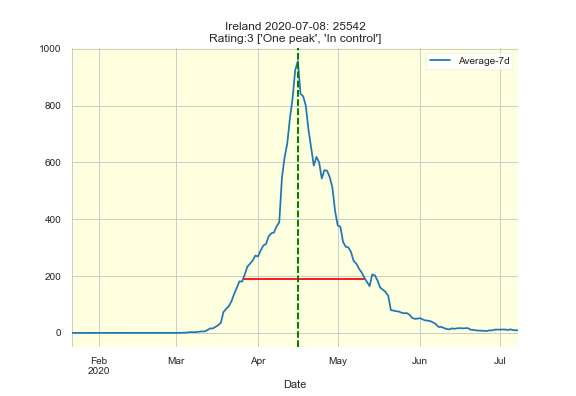 Ireland 2020-07-08: 25542
Rating:3 ['One peak', 'In control']
1000
Average-7d
800
600
400
200
0
Feb Mar Apr May Jun Jul
2020
Date